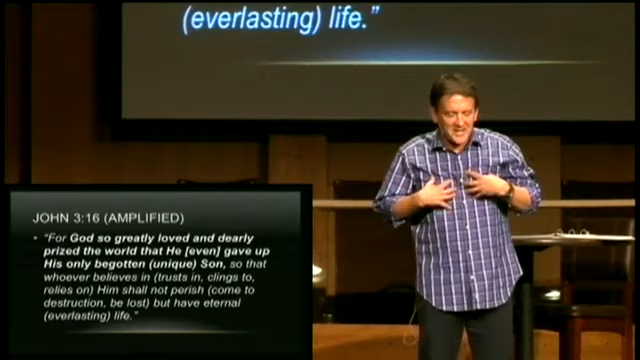 (everlasting) life.”
JOHN 3:16 (AMPLIFIED)
"For God so greatly loved and dearly
prized the world that He [even] gave up
His only begotten (unique) Son, so that
whoever believes in (trusts in, clings to,
relies on) Him shall not perish (come to
destruction, be lost) but have eternal
(everlasting) life."